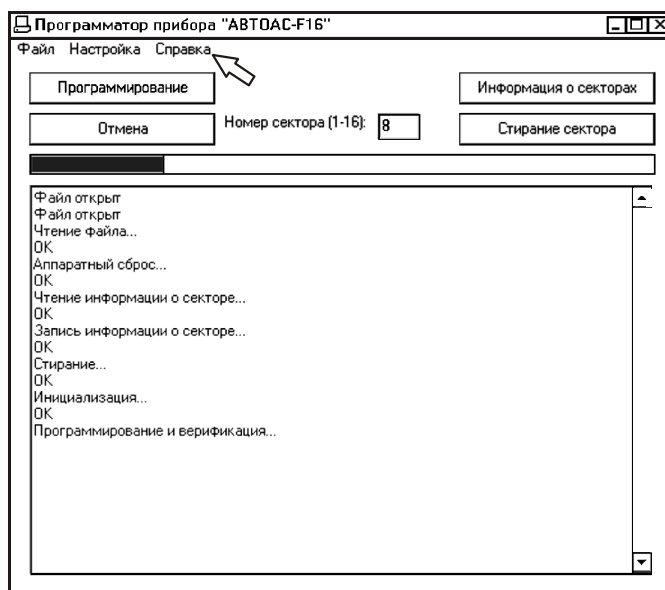 Программатор прибора "АВТОАС-F16"
Файл Настройка Справка
Программирование
Информация о секторах
Отмена
Номер сектора (1-16): 8
Стирание сектора
Файл открыт
Файл открыт
Чтение файла...
OK
Аппаратный сброс...
OK
Чтение информации о секторе...
OK
Запись информации о секторе...
OK
Стирание...
OK
Инициализация...
OK
Программирование и верификация...